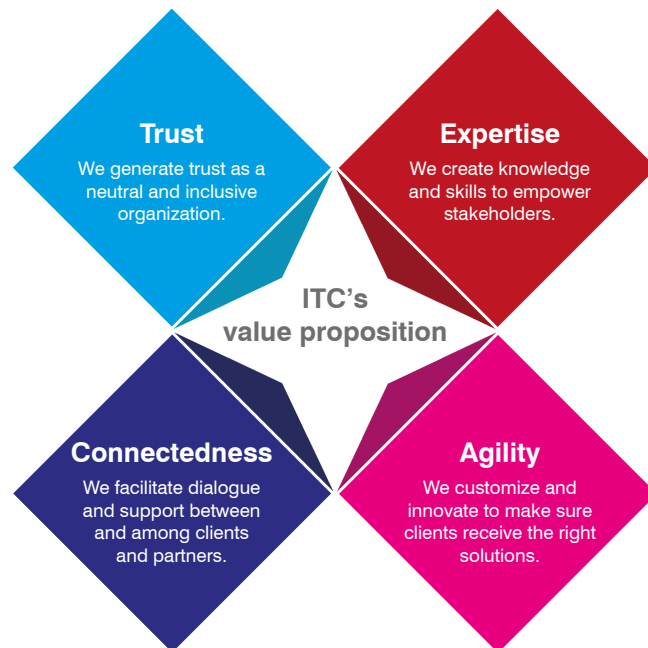 Trust
We generate trust as a
neutral and inclusive
organization.
Expertise
We create knowledge
and skills to empower
stakeholders.
ITC’s
value proposition
Connectedness
We facilitate dialogue
and support between
and among clients
and partners.
Agility
We customize and
innovate to make sure
clients receive the right
solutions.